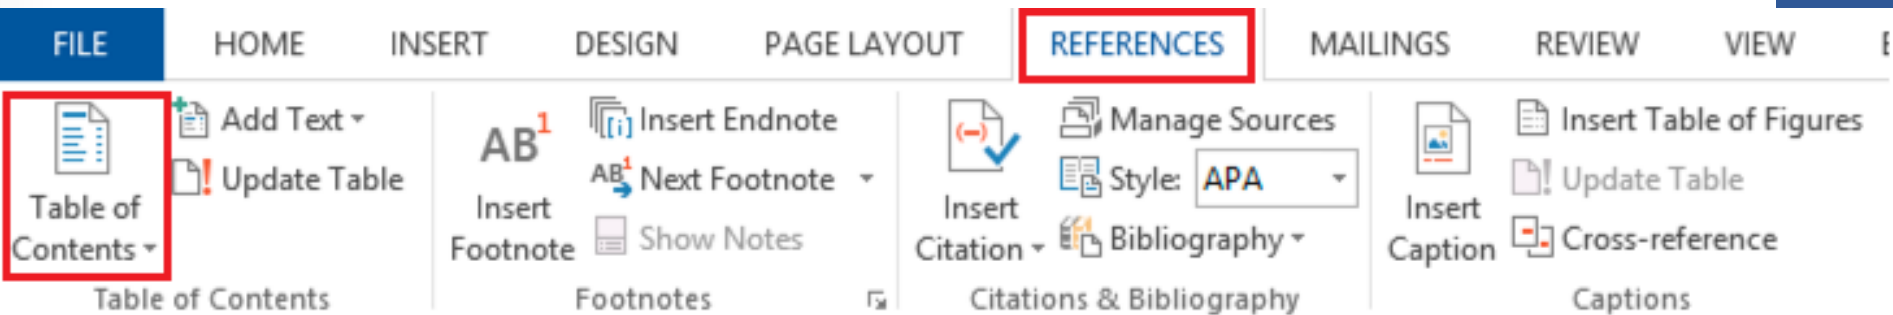 FILE HOME INSERT DESIGN PAGE LAYOUT REFERENCES MAILINGS REVIEW VIEW
Table of
Contents
Add Text
Update Table
Table of Contents
AB1
Insert
Footnote
Insert Endnote
AB1 Next Footnote
Show Notes
Footnotes
Insert
Citation
Manage Sources
Style: APA
Bibliography
Citations & Bibliography
Insert
Caption
Insert Table of Figures
Update Table
Cross-reference
Captions